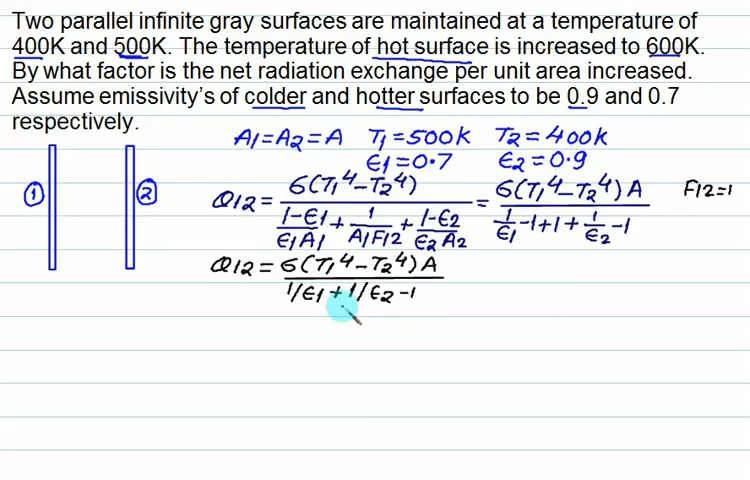 Two parallel infinite gray surfaces are maintained at a temperature of
400K and 500K. The temperature of hot surface is increased to 600K.
By what factor is the net radiation exchange per unit area increased.
Assume emissivity's of colder and hotter surfaces to be 0.9 and 0.7
respectively.
A1=A2=A T1=500K T2=400K
ϵ1=0.7 ϵ2=0.9
① ② Q12 = σ(T1⁴-T2⁴) / ((1-ϵ1)/(ϵ1A1) + 1/(A1F12) + (1-ϵ2)/(ϵ2A2)) = σ(T1⁴-T2⁴)A / (1/ϵ1 -1+1+ 1/ϵ2 -1) F12=1
Q12 = σ(T1⁴-T2⁴)A / (1/ϵ1+1/ϵ2-1)